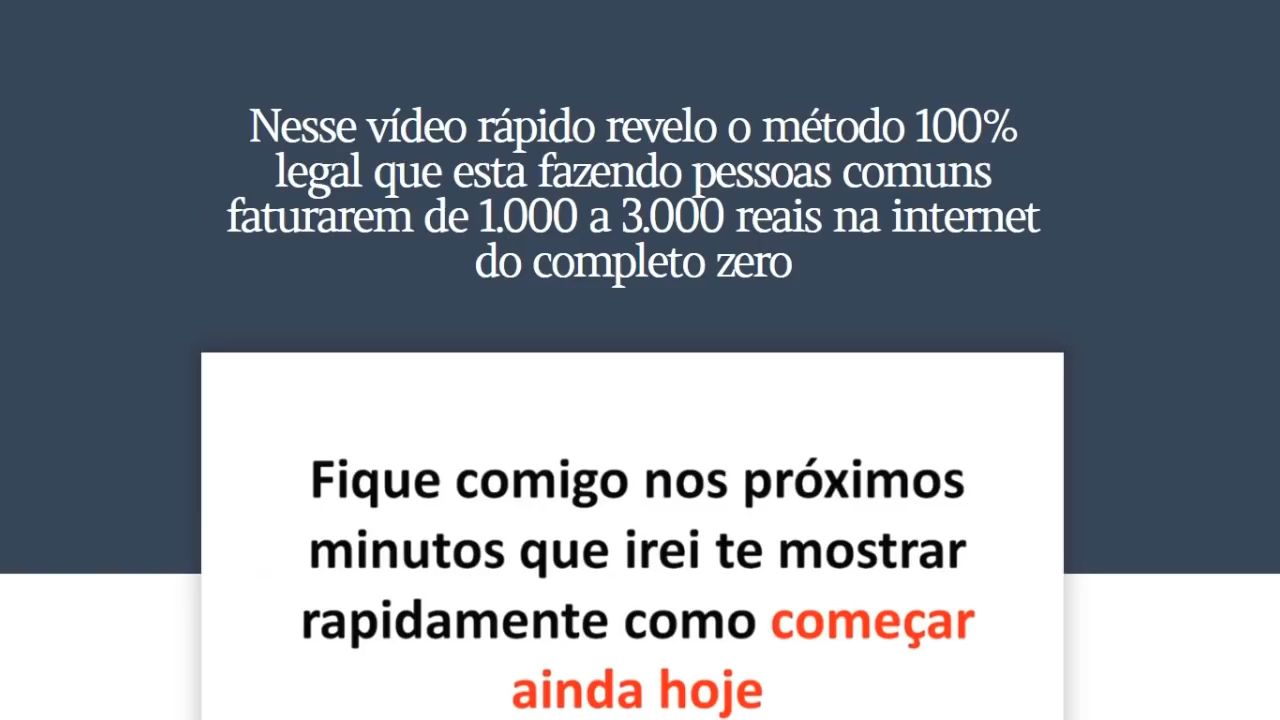 Nesse vídeo rápido revelo o método 100%
legal que esta fazendo pessoas comuns
faturarem de 1.000 a 3.000 reais na internet
do completo zero
Fique comigo nos próximos
minutos que irei te mostrar
rapidamente como começar
ainda hoje